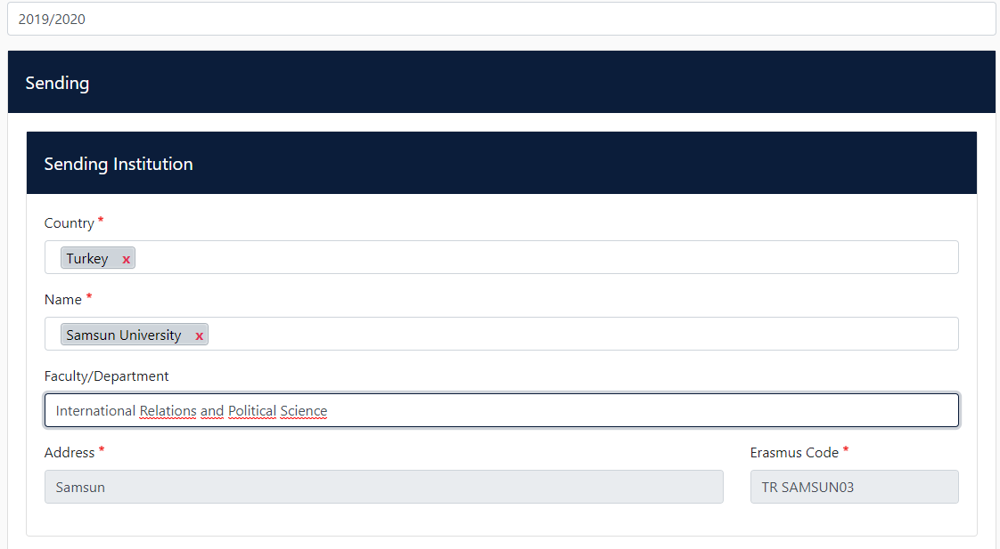 2019/2020
Sending
Sending Institution
Country *
Turkey x
Name *
Samsun University x
Faculty/Department
International Relations and Political Science
Address * Erasmus Code *
Samsun TR SAMSUN03